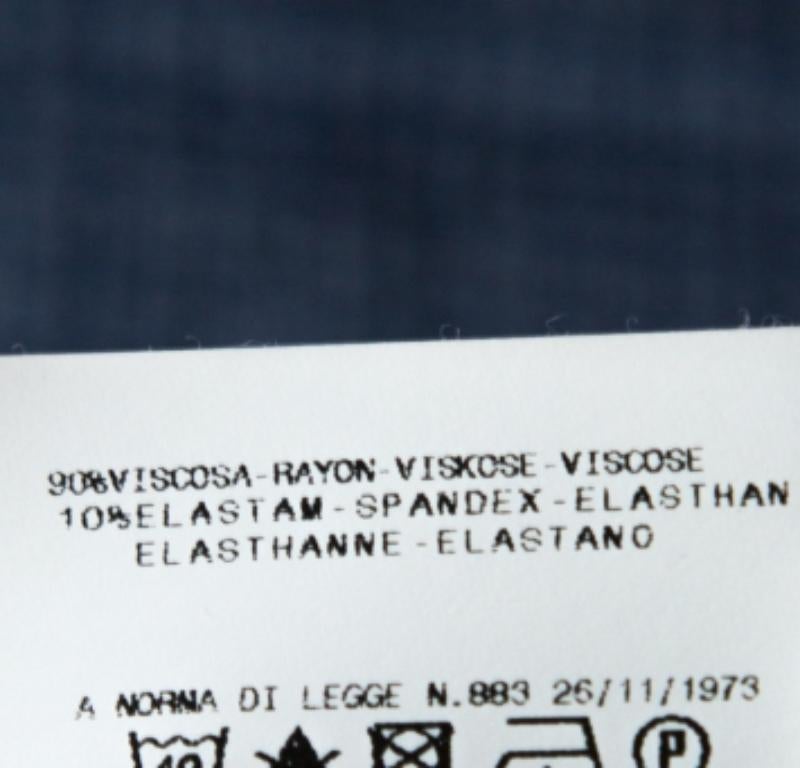 90%VISCOSA-RAYON-VISKOSE-VISCOSE
10%ELASTAM-SPANDEX-ELASTHAN
ELASTHANNE-ELASTANO
A NORMA DI LEGGE N.883 26/11/1973
P